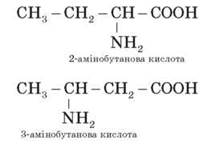 CH₃ – CH₂ – CH – COOH
|
NH₂
2-амінобутанова кислота
CH₃ – CH – CH₂ – COOH
|
NH₂
3-амінобутанова кислота